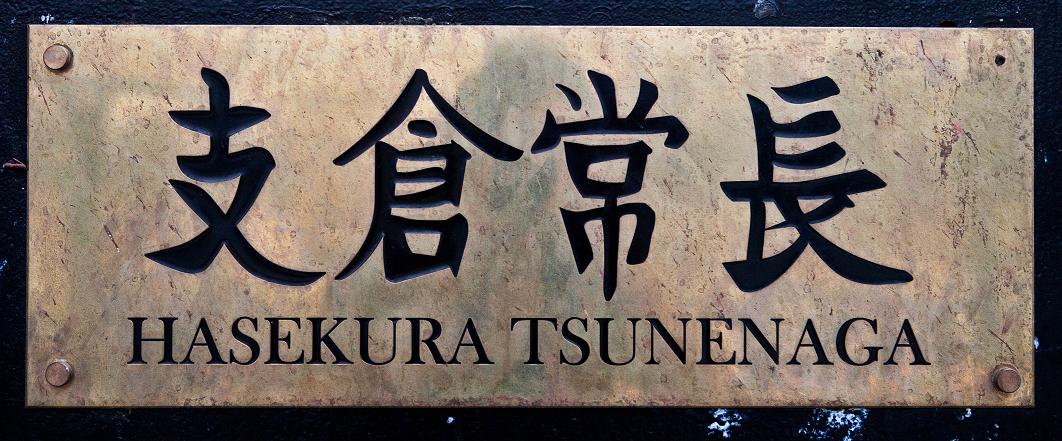 支倉常長
HASEKURA TSUNENAGA